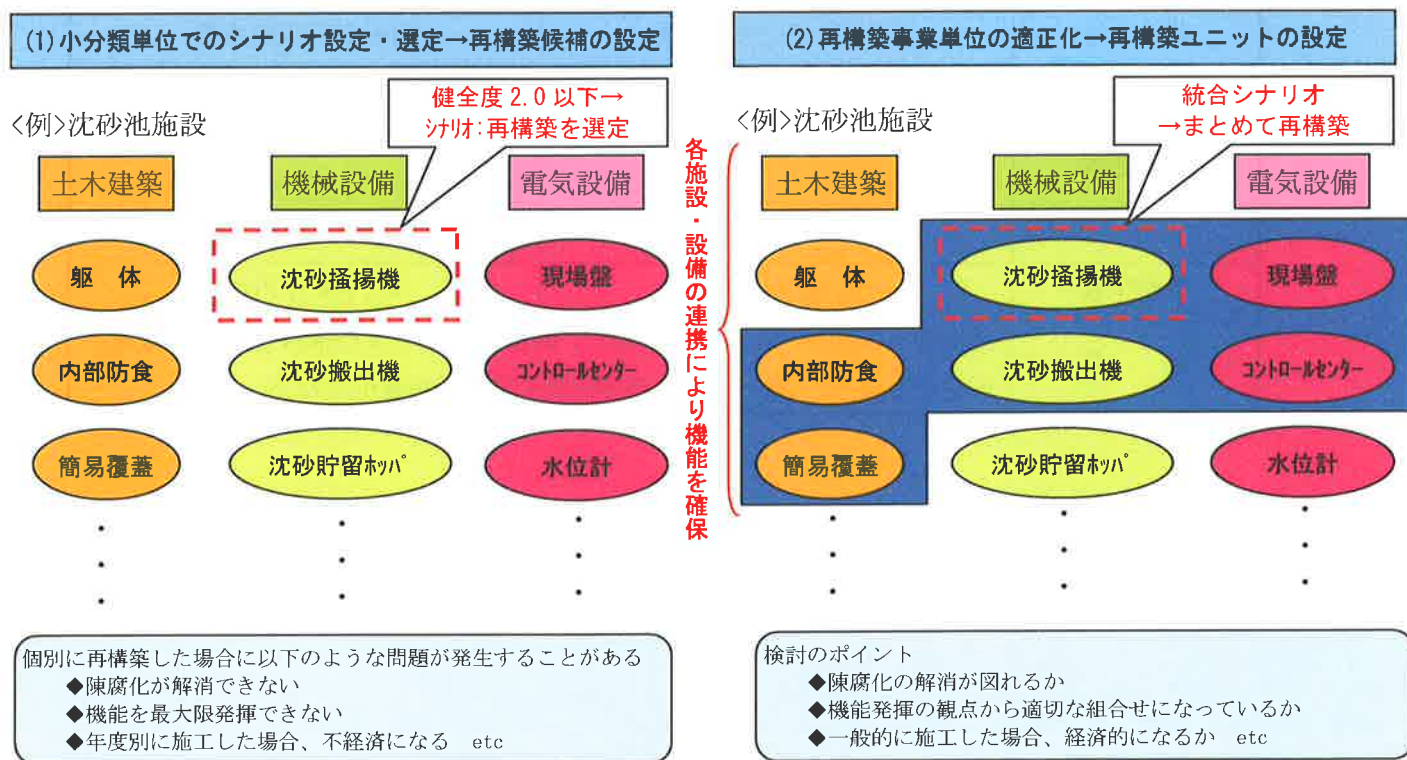 (1)小分類単位でのシナリオ設定・選定→再構築候補の設定
健全度 2.0 以下→
ｼﾅﾘｵ:再構築を選定
<例>沈砂池施設
土木建築
機械設備
電気設備
躯　体
沈砂掻揚機
現場盤
内部防食
沈砂搬出機
ｺﾝﾄﾛｰﾙｾﾝﾀｰ
簡易覆蓋
沈砂貯留ﾎｯﾊﾟ
水位計
個別に再構築した場合に以下のような問題が発生することがある
◆陳腐化が解消できない
◆機能を最大限発揮できない
◆年度別に施工した場合、不経済になる　etc
各施設・設備の連携により機能を確保
(2)再構築事業単位の適正化→再構築ユニットの設定
統合シナリオ
→まとめて再構築
<例>沈砂池施設
土木建築
機械設備
電気設備
躯　体
沈砂掻揚機
現場盤
内部防食
沈砂搬出機
ｺﾝﾄﾛｰﾙｾﾝﾀｰ
簡易覆蓋
沈砂貯留ﾎｯﾊﾟ
水位計
検討のポイント
◆陳腐化の解消が図れるか
◆機能発揮の観点から適切な組合せになっているか
◆一般的に施工した場合、経済的になるか　etc